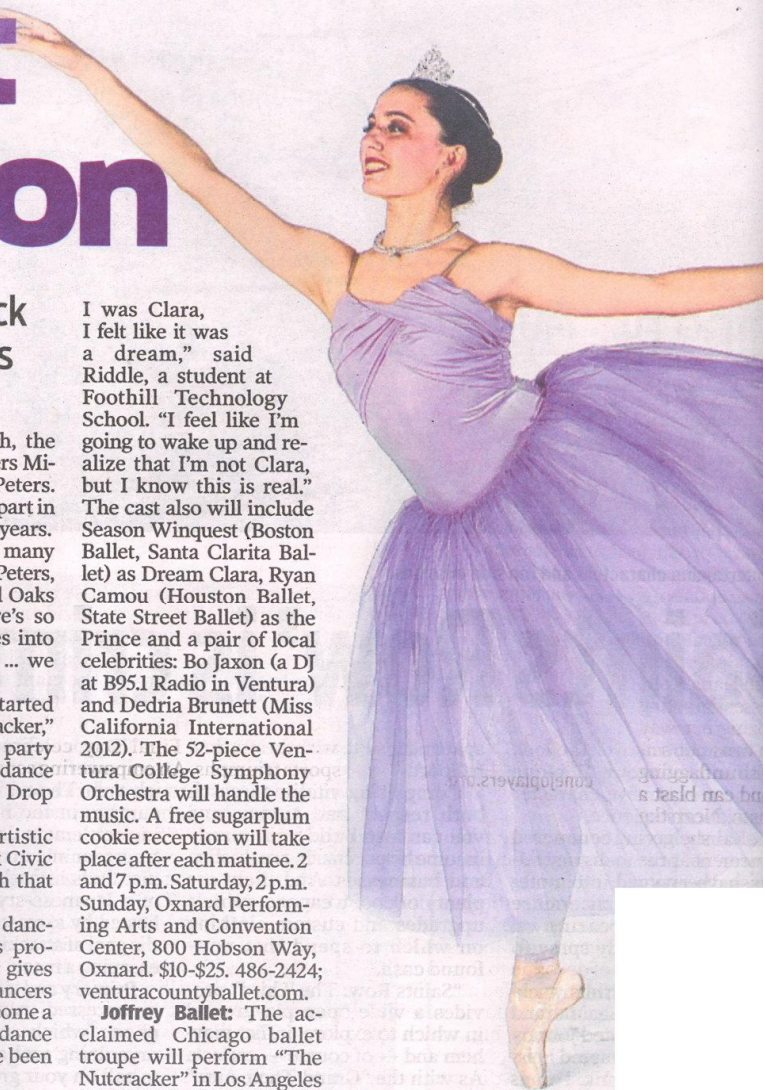 on
ck
s
h, the
ers Mi-
Peters.
part in
years.
many
Peters,
d Oaks
re's so
es into
... we
tarted
acker,"
party
dance
Drop
rtistic
Civic
h that
danc-
s pro-
gives
ancers
come a
dance
e been
I was Clara,
I felt like it was
a dream,” said
Riddle, a student at
Foothill Technology
School. “I feel like I’m
going to wake up and re-
alize that I’m not Clara,
but I know this is real.”
The cast also will include
Season Winquest (Boston
Ballet, Santa Clarita Bal-
let) as Dream Clara, Ryan
Camou (Houston Ballet,
State Street Ballet) as the
Prince and a pair of local
celebrities: Bo Jaxon (a DJ
at B95.1 Radio in Ventura)
and Dedria Brunett (Miss
California International
2012). The 52-piece Ven-
tura College Symphony
Orchestra will handle the
music. A free sugarplum
cookie reception will take
place after each matinee. 2
and 7 p.m. Saturday, 2 p.m.
Sunday, Oxnard Perform-
ing Arts and Convention
Center, 800 Hobson Way,
Oxnard. $10-$25. 486-2424;
venturacountyballet.com.
Joffrey Ballet: The ac-
claimed Chicago ballet
troupe will perform “The
Nutcracker” in Los Angeles